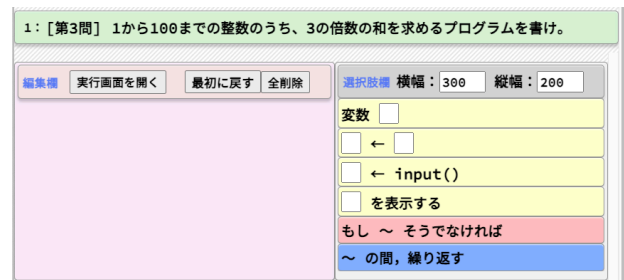 1：[第3問] 1から100までの整数のうち、3の倍数の和を求めるプログラムを書け。
編集欄 実行画面を開く 最初に戻す 全削除
選択肢欄 横幅：300 縦幅：200
変数
←
← input()
を表示する
もし ～ そうでなければ
～ の間，繰り返す